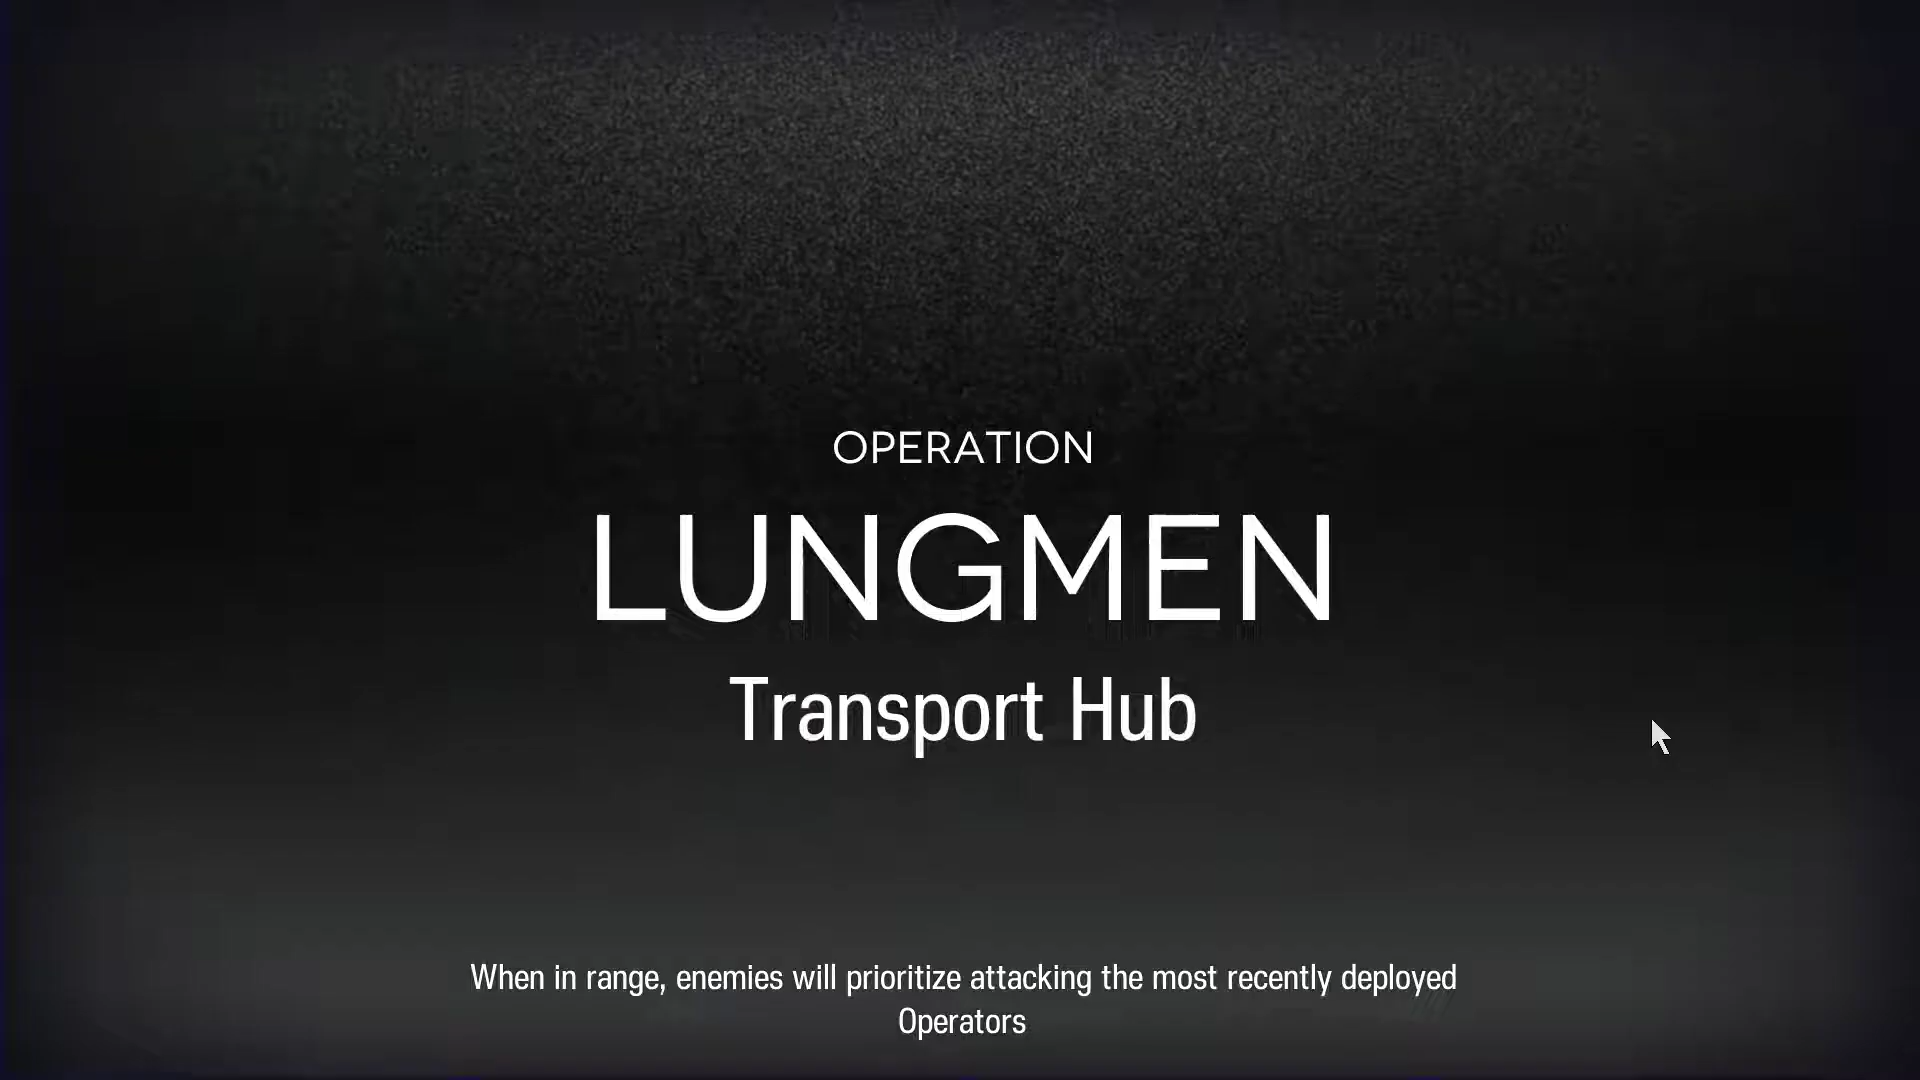 OPERATION
LUNGMEN
Transport Hub
When in range, enemies will prioritize attacking the most recently deployed
Operators